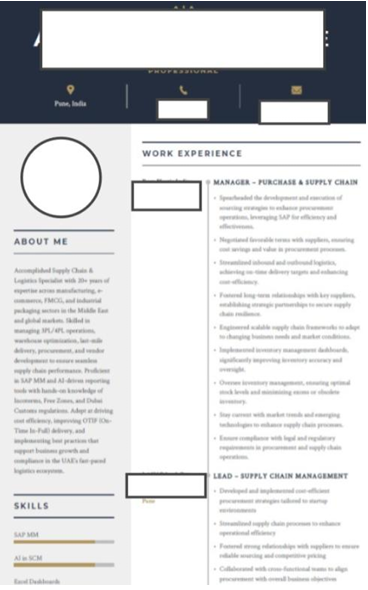 PROFESSIONAL
Pune, India
ABOUT ME
Accomplished Supply Chain &
Logistics Specialist with 10+ years of
expertise across manufacturing, e-
commerce, FMCG, and industrial
packaging sectors in the Middle East
and global markets. Skilled in
managing 3PL/4PL operations,
warehouse optimization, last-mile
delivery, procurement, and vendor
development to ensure seamless
supply chain performance. Proficient
in SAP MM and AI-driven reporting
tools with hands-on knowledge of
Incoterms, Free Zones, and Dubai
Customs regulations. Adept at driving
cost efficiency, improving OTIF (On-
Time In-Full) delivery, and
implementing best practices that
support business growth and
compliance in the UAE's fast-paced
logistics ecosystem.
SKILLS
SAP MM
AI in SCM
Excel Dashboards
WORK EXPERIENCE
MANAGER – PURCHASE & SUPPLY CHAIN
• Spearheaded the development and execution of
sourcing strategies to enhance procurement
operations, leveraging SAP for efficiency and
effectiveness.
• Negotiated favorable terms with suppliers, ensuring
cost savings and value in procurement processes.
• Streamlined inbound and outbound logistics,
achieving on-time delivery targets and enhancing
cost-efficiency.
• Fostered long-term relationships with key suppliers,
establishing strategic partnerships to secure supply
chain resilience.
• Engineered scalable supply chain frameworks to adapt
to changing business needs and market conditions.
• Implemented inventory management dashboards,
significantly improving inventory accuracy and
oversight.
• Oversee inventory management, ensuring optimal
stock levels and minimizing excess or obsolete
inventory.
• Stay current with market trends and emerging
technologies to enhance supply chain processes.
• Ensure compliance with legal and regulatory
requirements in procurement and supply chain
operations.
LEAD – SUPPLY CHAIN MANAGEMENT
Pune
• Developed and implemented cost-efficient
procurement strategies tailored to startup
environments
• Streamlined supply chain processes to enhance
operational efficiency
• Fostered strong relationships with suppliers to ensure
reliable sourcing and competitive pricing
• Collaborated with cross-functional teams to align
procurement with overall business objectives